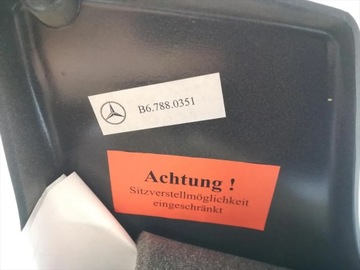 B6.788.0351
Achtung !
Sitzverstellmöglichkeit
eingeschränkt